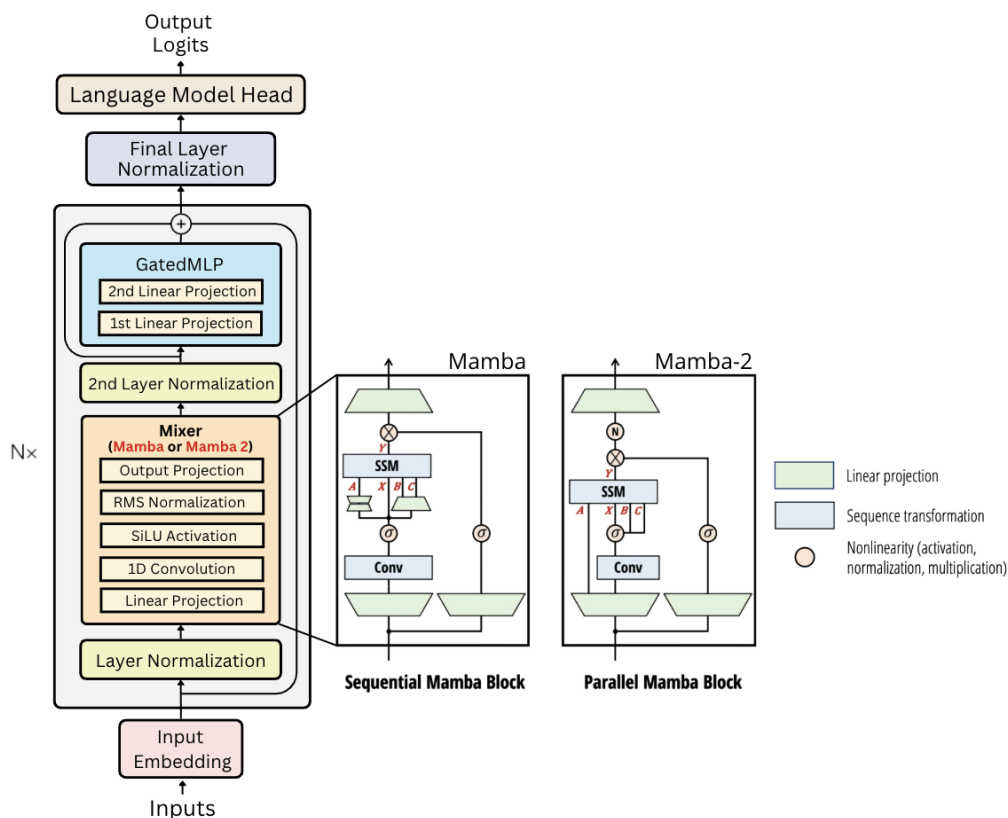 Output
Logits
Language Model Head
Final Layer
Normalization
+
GatedMLP
2nd Linear Projection
1st Linear Projection
2nd Layer Normalization
N×
Mixer
(Mamba or Mamba 2)
Output Projection
RMS Normalization
SiLU Activation
1D Convolution
Linear Projection
Layer Normalization
Input
Embedding
Inputs
Mamba
Y
SSM
A X B C
σ σ
Conv
Sequential Mamba Block
Mamba-2
N
Y
SSM
A X B C
σ σ
Conv
Parallel Mamba Block
Linear projection
Sequence transformation
Nonlinearity (activation,
normalization, multiplication)